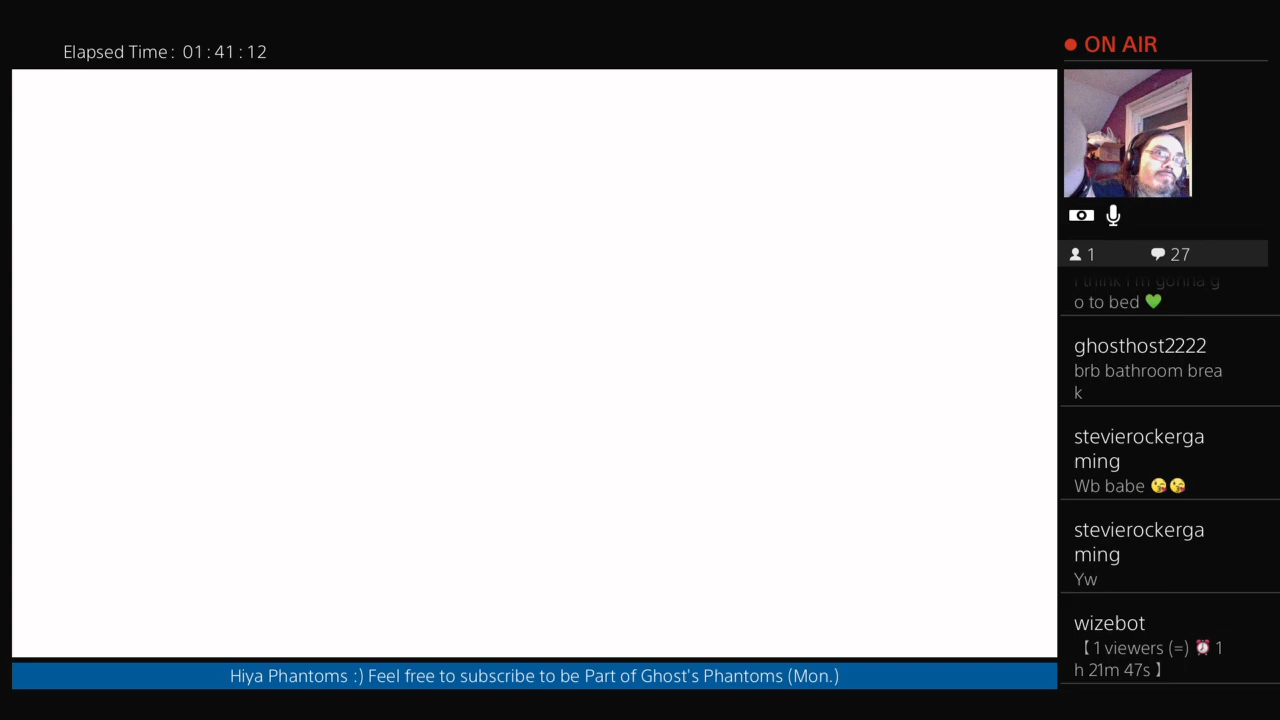 Elapsed Time: 01:41:12
ON AIR
1 27
I think I'm gonna g
o to bed 💚
ghosthost2222
brb bathroom brea
k
stevierockerga
ming
Wb babe 😘😘
stevierockerga
ming
Yw
wizebot
【1 viewers (=) ⏰ 1
h 21m 47s】
Hiya Phantoms :) Feel free to subscribe to be Part of Ghost's Phantoms (Mon.)